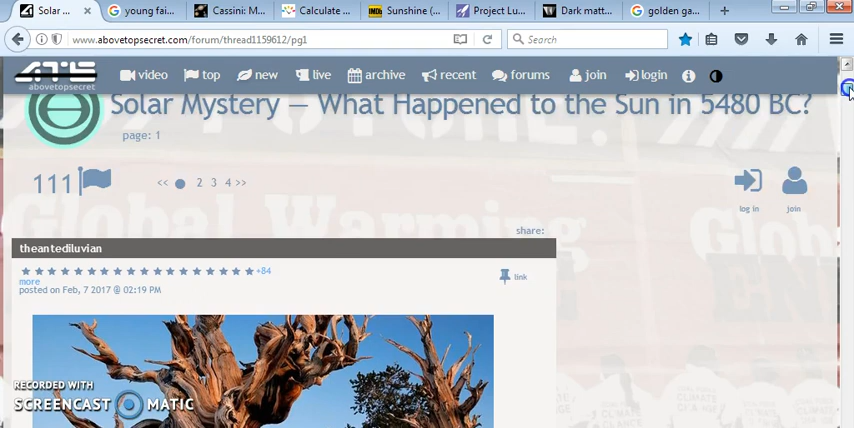 Solar ...
young fai...
Cassini: M...
Calculate ...
Sunshine (...
Project Lu...
Dark matt...
golden ga...
www.abovetopsecret.com/forum/thread1159612/pg1
Search
ATS
abovetopsecret
video
top
new
live
archive
recent
forums
join
login
Solar Mystery — What Happened to the Sun in 5480 BC?
page: 1
111
<< 2 3 4 >>
log in
join
Global Warming
Glob
share:
theantediluvian
+84
more
posted on Feb, 7 2017 @ 02:19 PM
link
RECORDED WITH
SCREENCAST MATIC